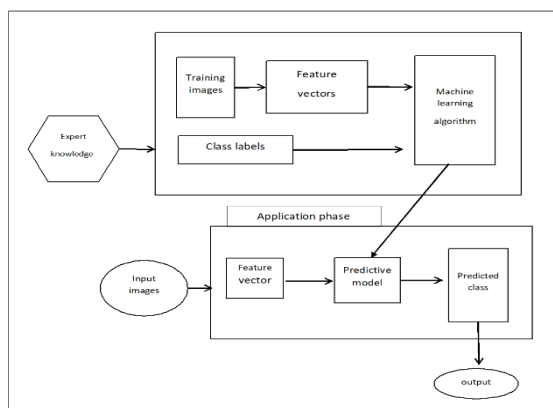 Training
images
Feature
vectors
Machine
learning
algorithm
Expert
knowledge
Class labels
Application phase
Input
images
Feature
vector
Predictive
model
Predicted
class
output